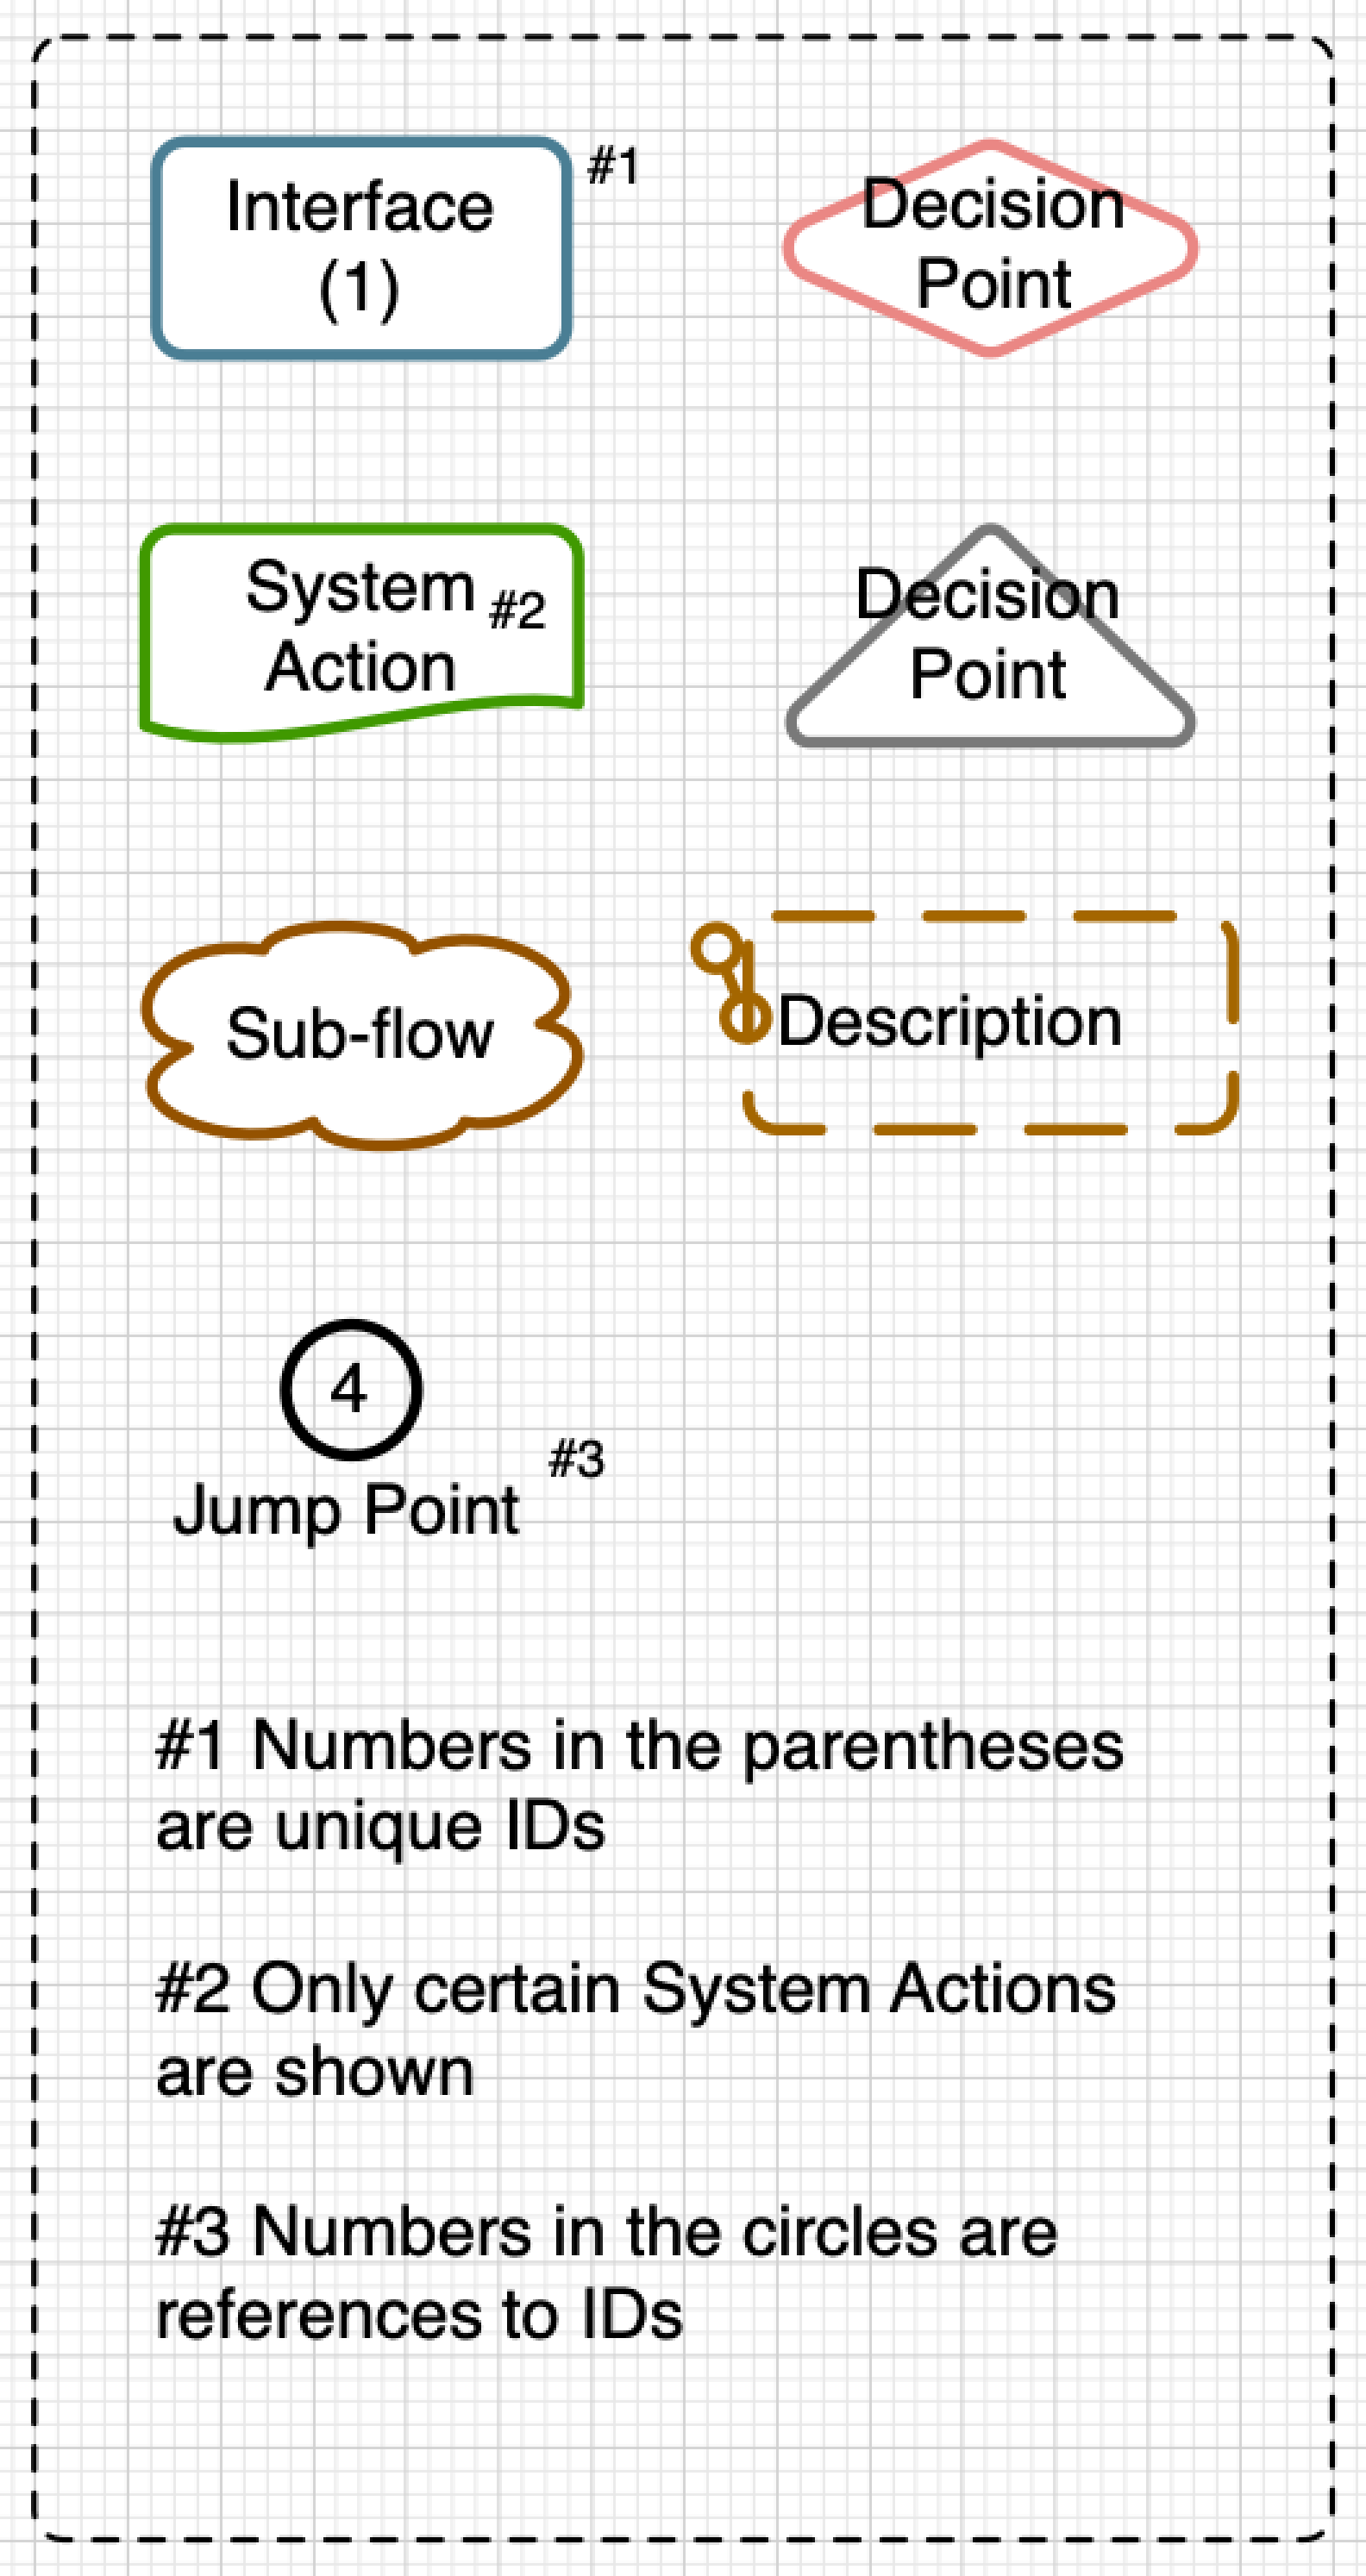 Interface
(1)
#1
Decision
Point
System
Action
#2
Decision
Point
Sub-flow
Description
4
Jump Point
#3
#1 Numbers in the parentheses
are unique IDs
#2 Only certain System Actions
are shown
#3 Numbers in the circles are
references to IDs